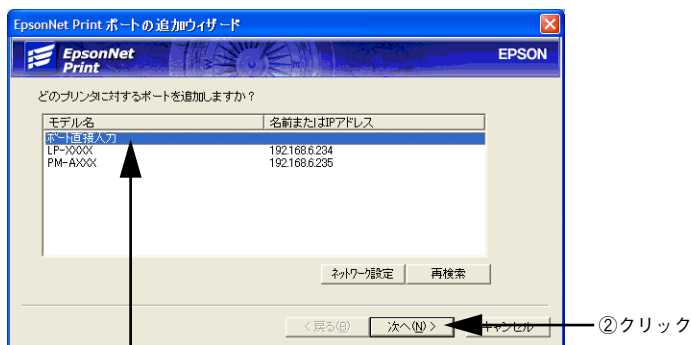 EpsonNet Print ポートの追加ウィザード
EpsonNet
Print
EPSON
どのプリンタに対するポートを追加しますか？
モデル名 名前またはIPアドレス
ポート直接入力
LP-XXXX 192.168.6.234
PM-AXXX 192.168.6.235
ネットワーク設定 再検索
< 戻る(B) 次へ(N) > キャンセル
②クリック